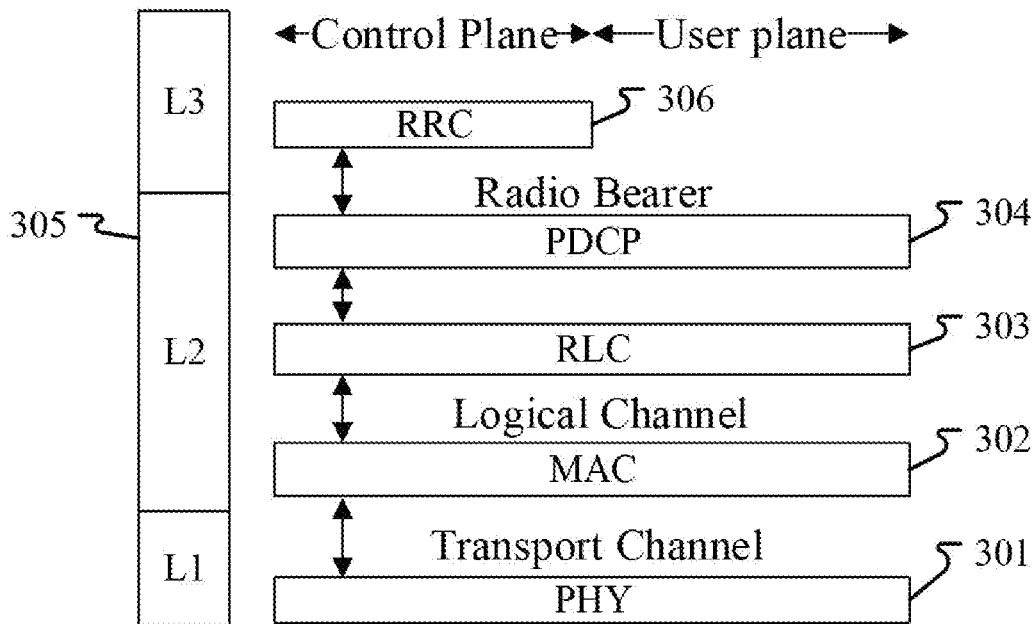 Control Plane User plane
L3
306
RRC
Radio Bearer
305
304
PDCP
303
L2
RLC
Logical Channel
302
MAC
Transport Channel
301
L1
PHY